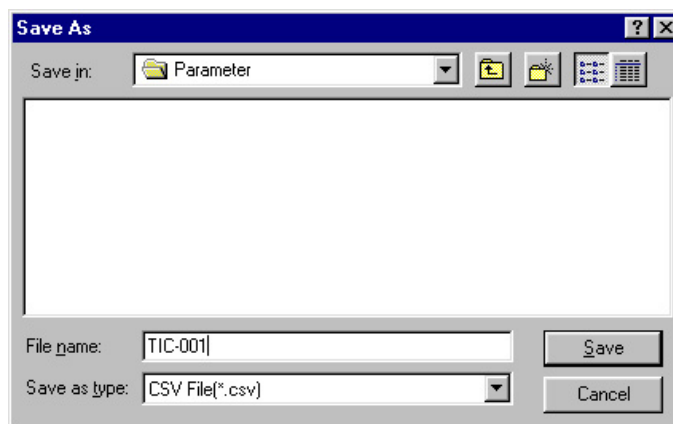 Save As
Save in: Parameter
File name: TIC-001
Save
Save as type: CSV File(*.csv)
Cancel